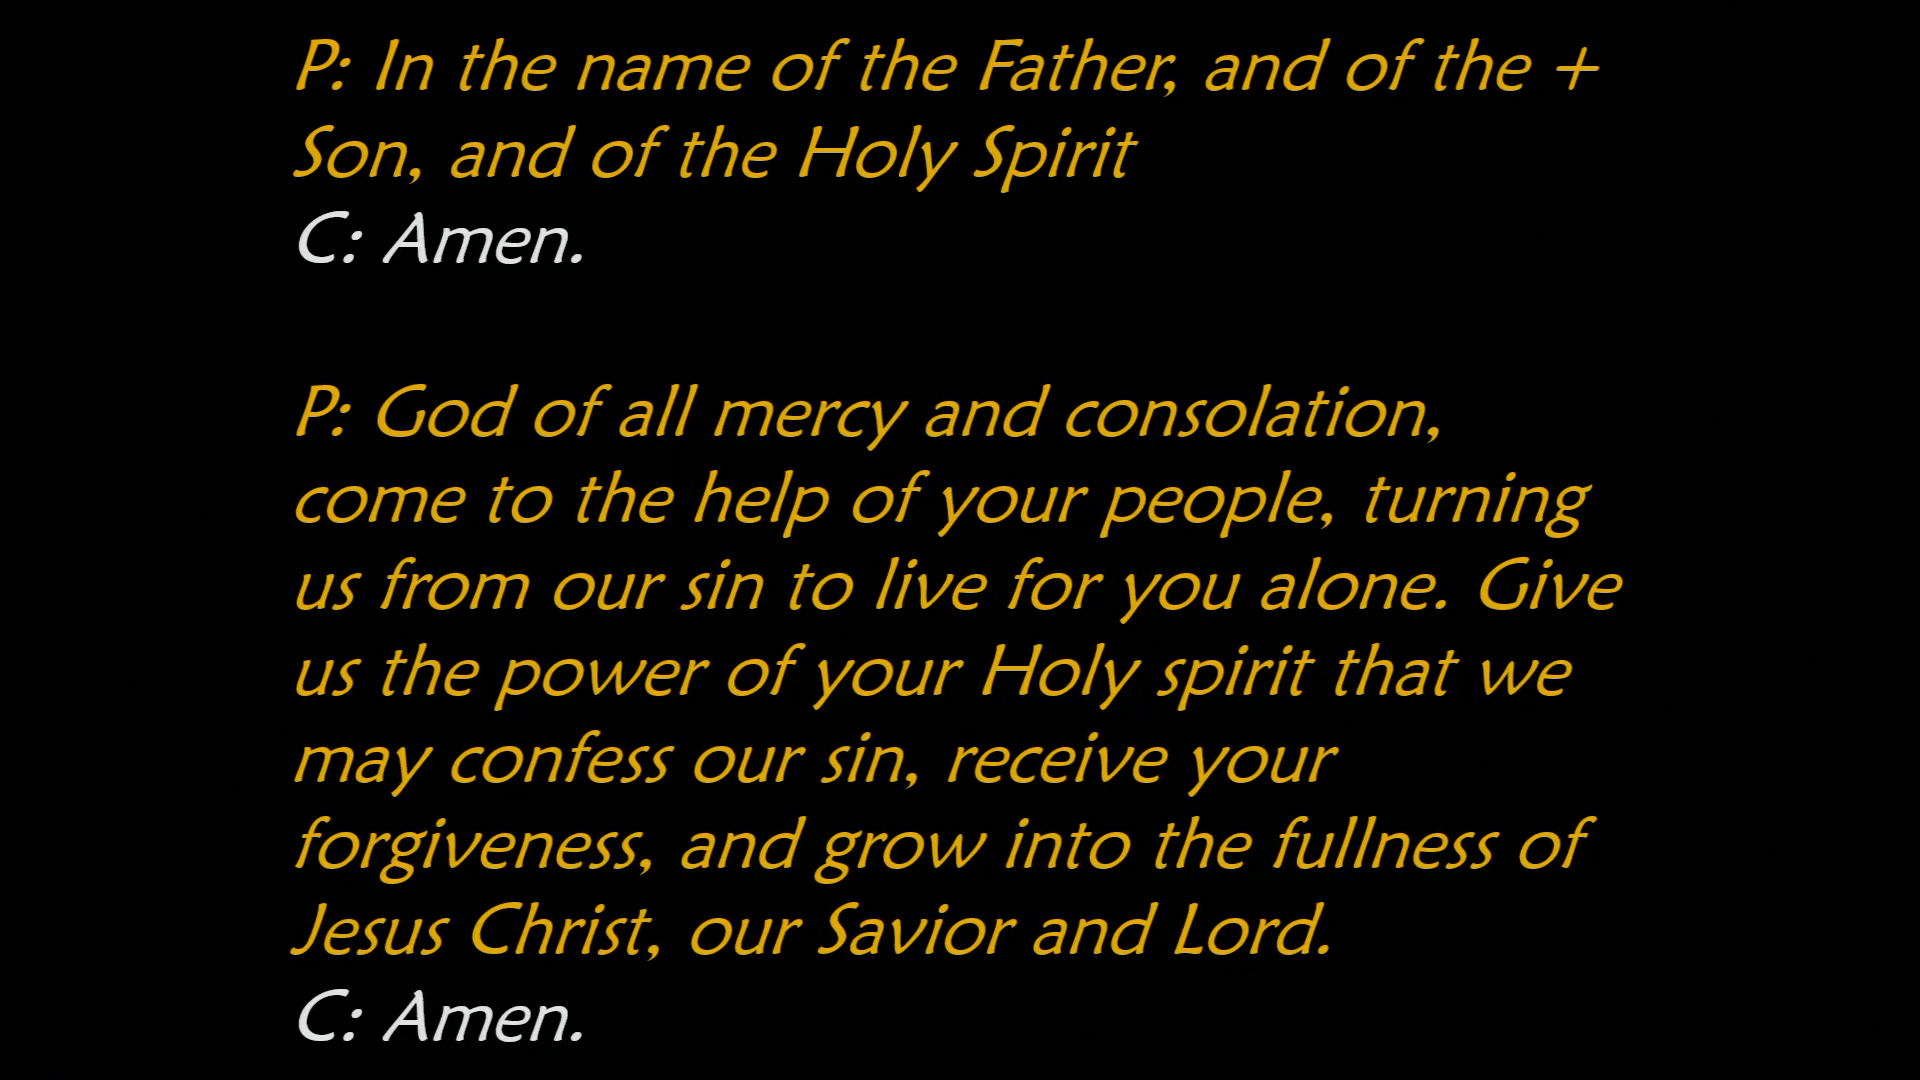 P: In the name of the Father, and of the +
Son, and of the Holy Spirit
C: Amen.
P: God of all mercy and consolation,
come to the help of your people, turning
us from our sin to live for you alone. Give
us the power of your Holy spirit that we
may confess our sin, receive your
forgiveness, and grow into the fullness of
Jesus Christ, our Savior and Lord.
C: Amen.